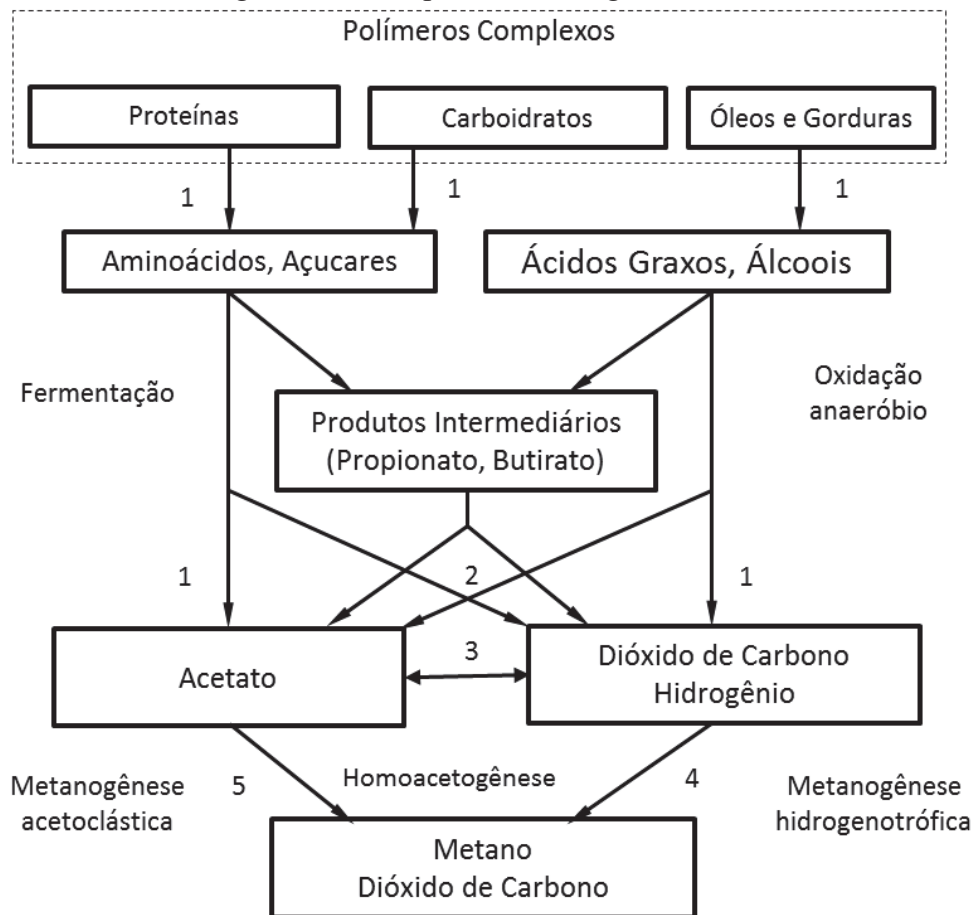 Polímeros Complexos
Proteínas
Carboidratos
Óleos e Gorduras
1
1
1
Aminoácidos, Açucares
Ácidos Graxos, Álcoois
Fermentação
Oxidação
anaeróbio
Produtos Intermediários
(Propionato, Butirato)
1
2
1
Acetato
3
Dióxido de Carbono
Hidrogênio
Metanogênese
acetoclástica
5
Homoacetogênese
4
Metanogênese
hidrogenotrófica
Metano
Dióxido de Carbono